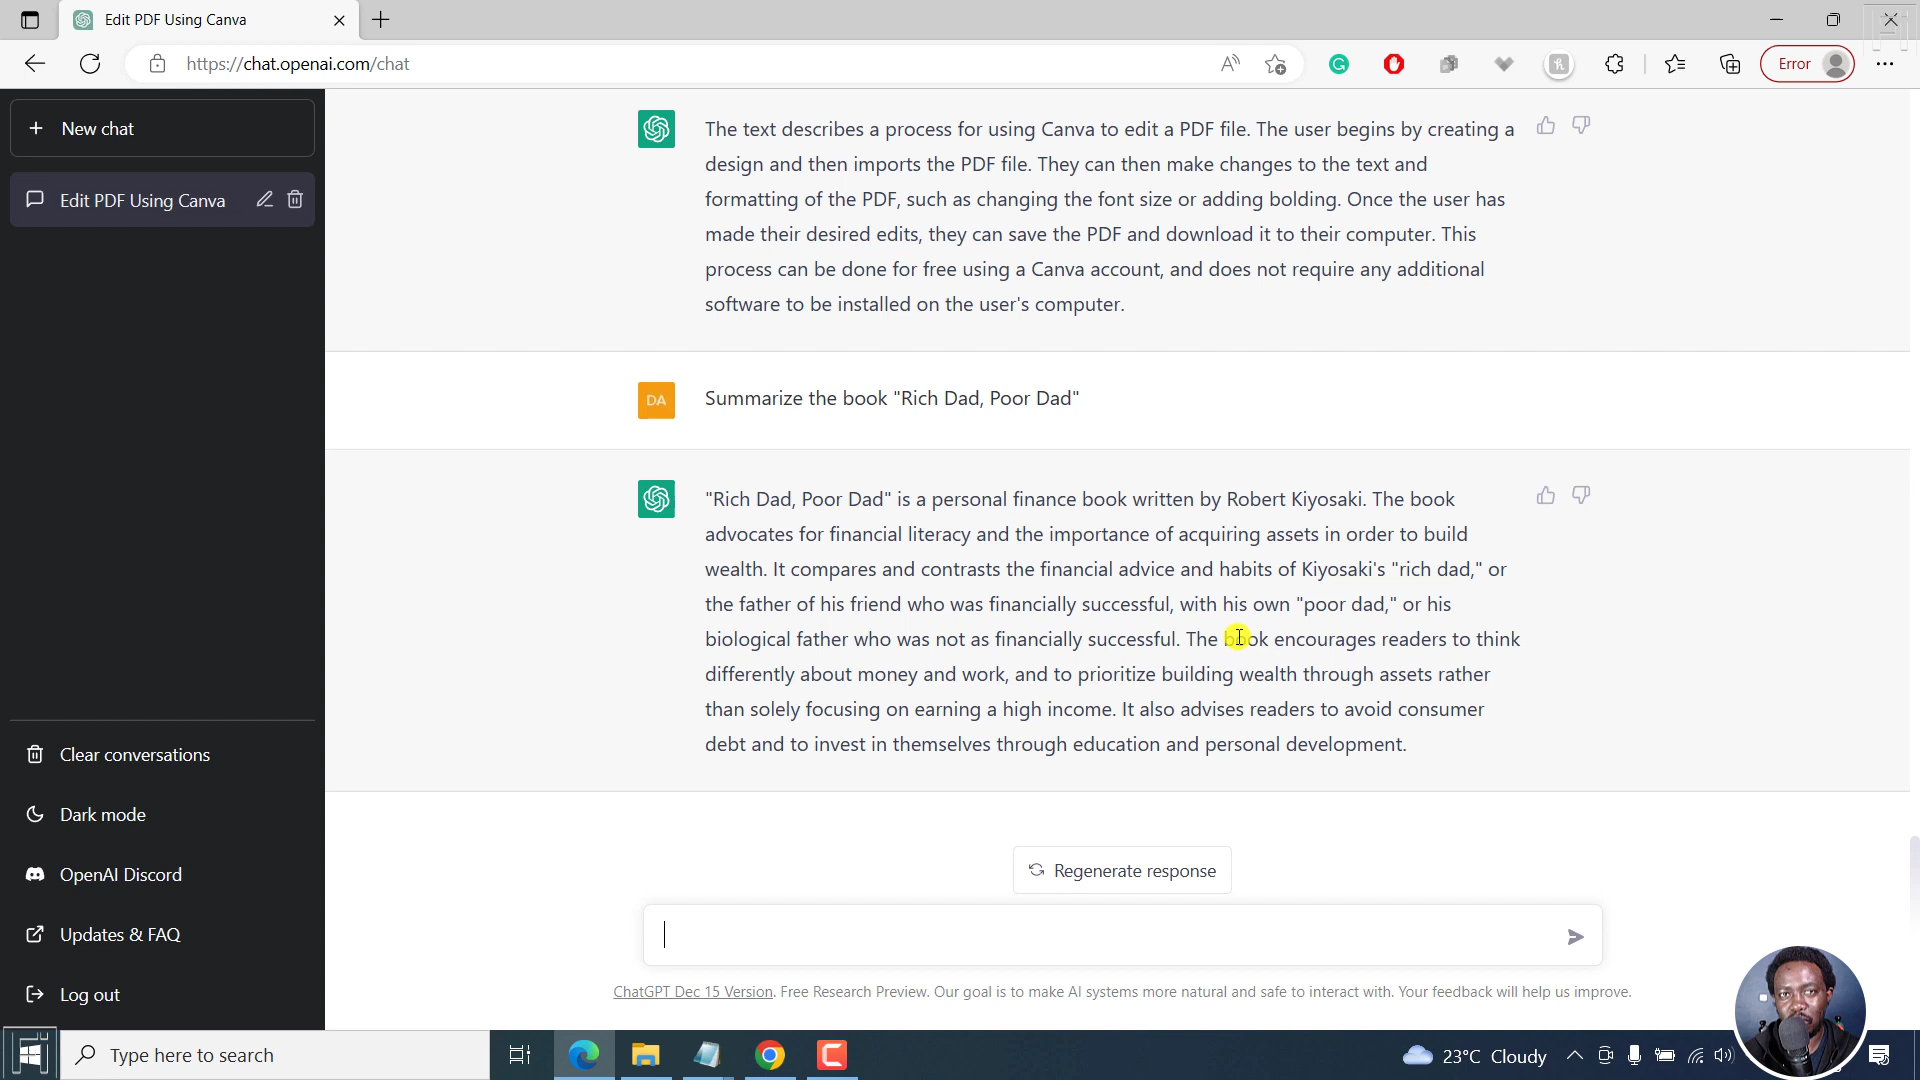 Edit PDF Using Canva
https://chat.openai.com/chat
Error
New chat
Edit PDF Using Canva
The text describes a process for using Canva to edit a PDF file. The user begins by creating a
design and then imports the PDF file. They can then make changes to the text and
formatting of the PDF, such as changing the font size or adding bolding. Once the user has
made their desired edits, they can save the PDF and download it to their computer. This
process can be done for free using a Canva account, and does not require any additional
software to be installed on the user's computer.
DA
Summarize the book "Rich Dad, Poor Dad"
"Rich Dad, Poor Dad" is a personal finance book written by Robert Kiyosaki. The book
advocates for financial literacy and the importance of acquiring assets in order to build
wealth. It compares and contrasts the financial advice and habits of Kiyosaki's "rich dad," or
the father of his friend who was financially successful, with his own "poor dad," or his
biological father who was not as financially successful. The book encourages readers to think
differently about money and work, and to prioritize building wealth through assets rather
than solely focusing on earning a high income. It also advises readers to avoid consumer
debt and to invest in themselves through education and personal development.
Clear conversations
Dark mode
OpenAI Discord
Updates & FAQ
Log out
Regenerate response
ChatGPT Dec 15 Version. Free Research Preview. Our goal is to make AI systems more natural and safe to interact with. Your feedback will help us improve.
Type here to search
23°C Cloudy